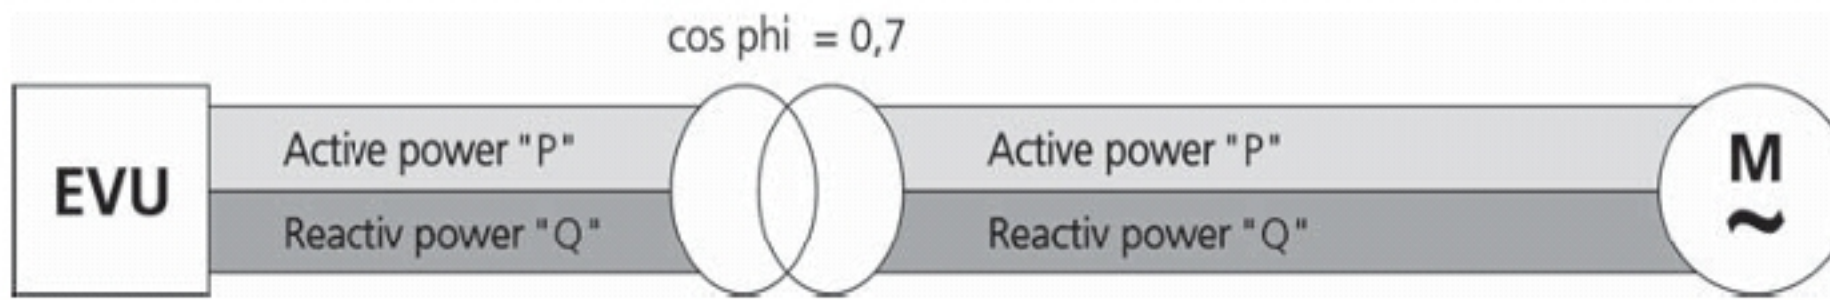 cos phi = 0,7
EVU
Active power "P"
Active power "P"
M
~
Reactiv power "Q"
Reactiv power "Q"